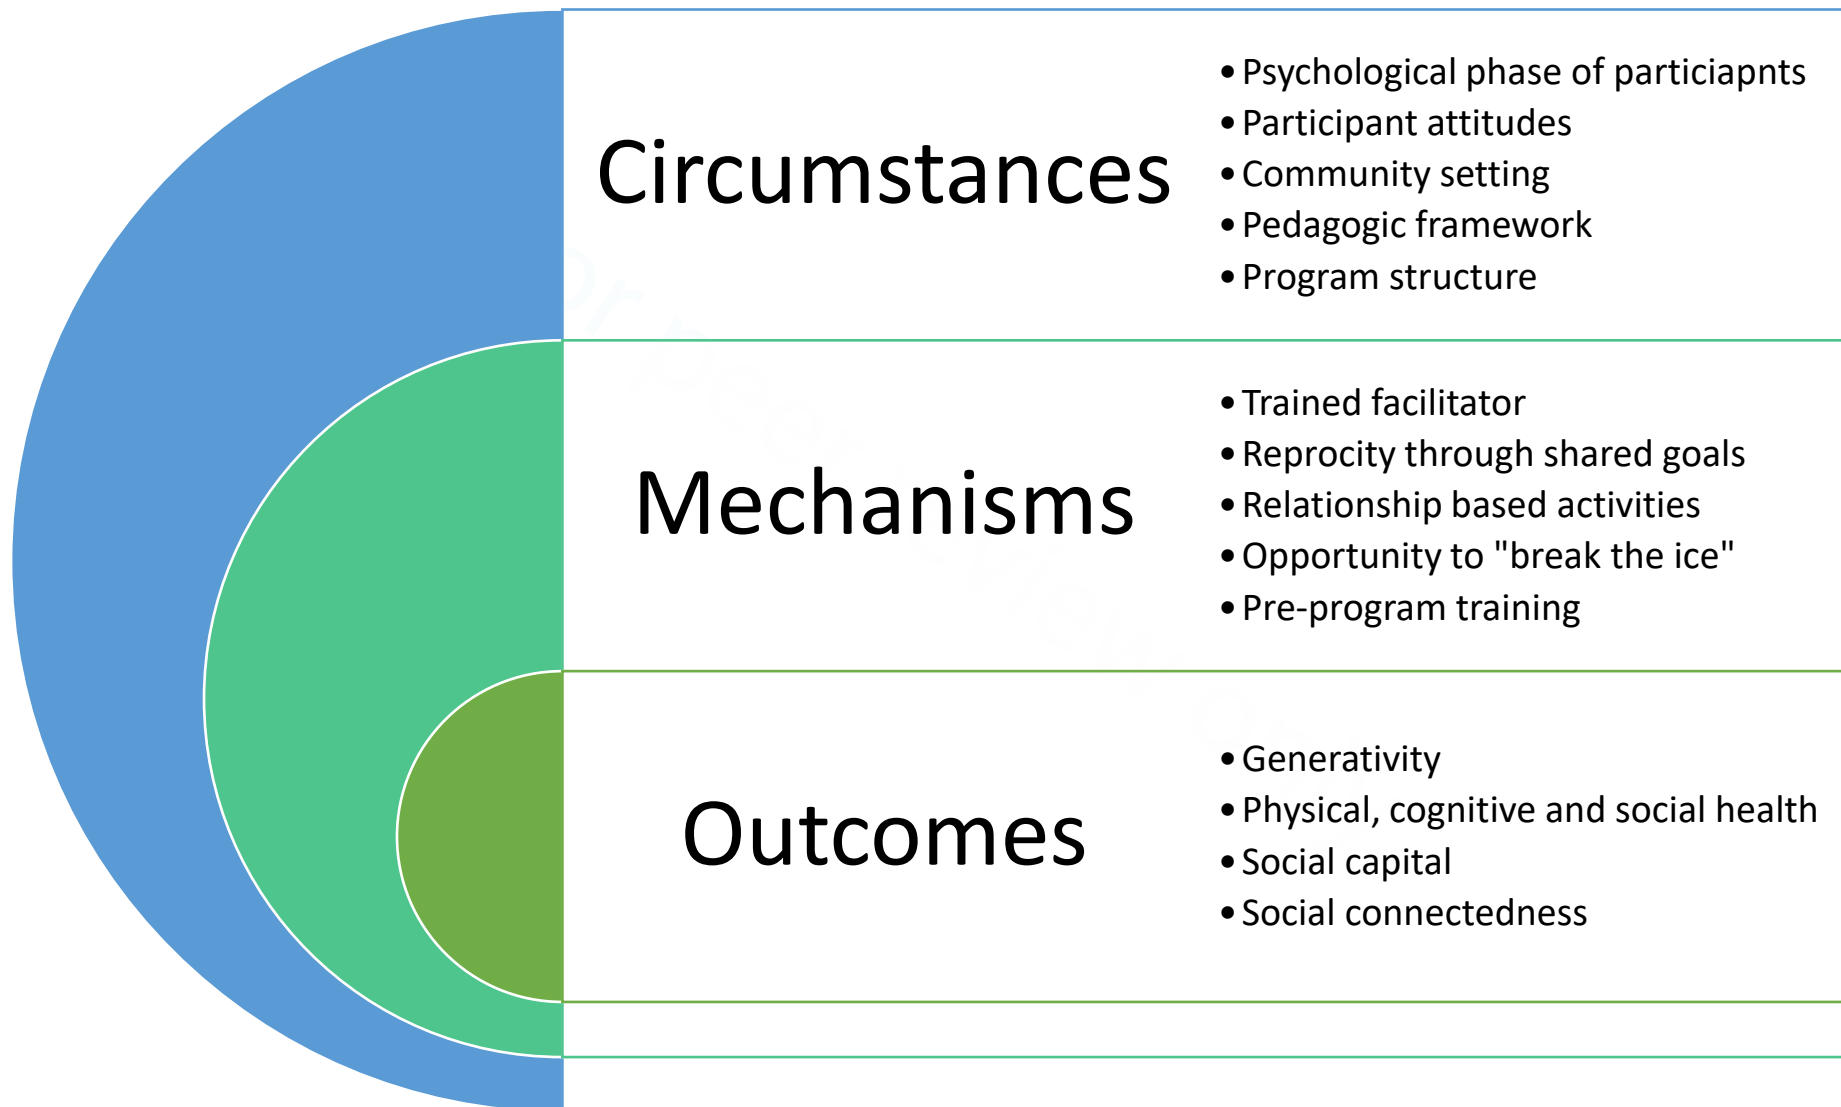 Circumstances
• Psychological phase of particiapnts
• Participant attitudes
• Community setting
• Pedagogic framework
• Program structure
Mechanisms
• Trained facilitator
• Reprocity through shared goals
• Relationship based activities
• Opportunity to "break the ice"
• Pre-program training
Outcomes
• Generativity
• Physical, cognitive and social health
• Social capital
• Social connectedness